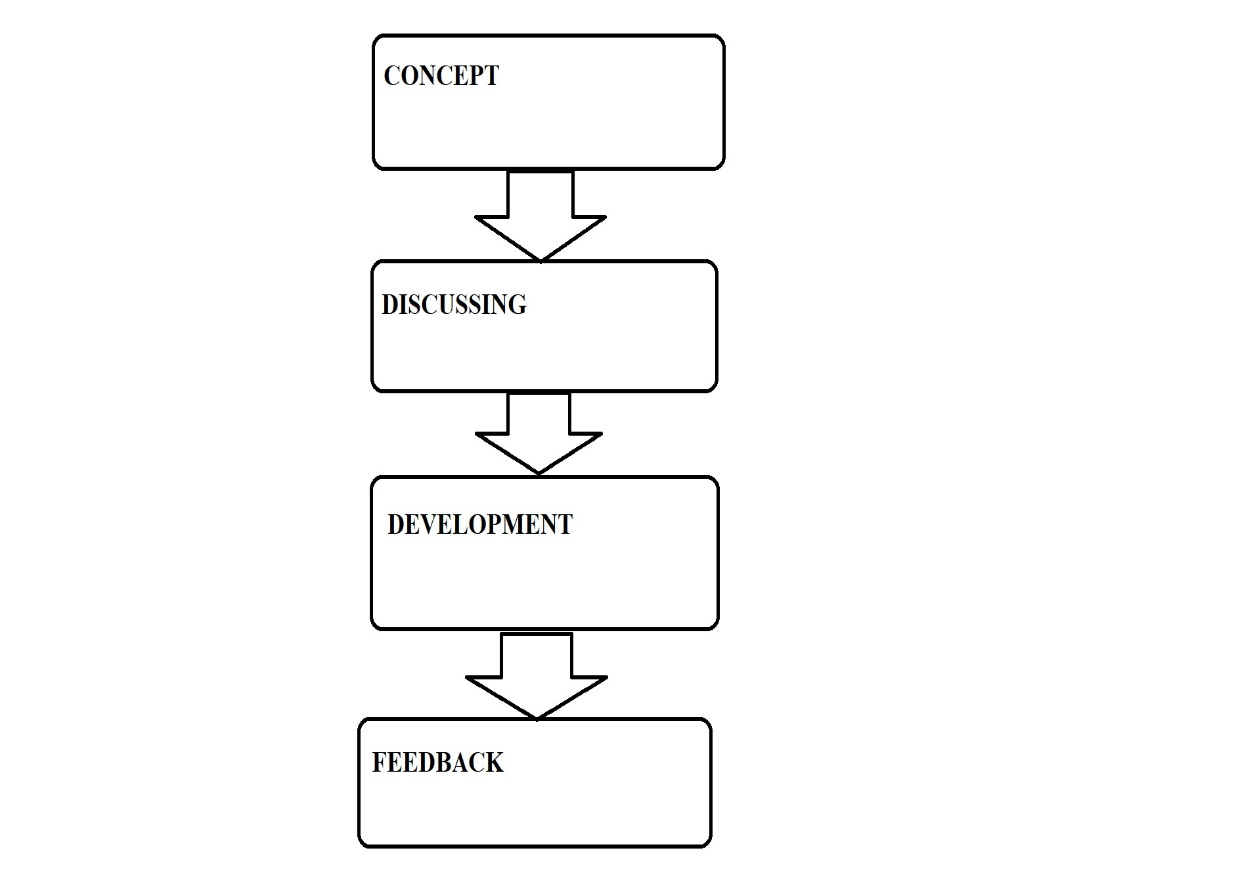 CONCEPT
DISCUSSING
DEVELOPMENT
FEEDBACK